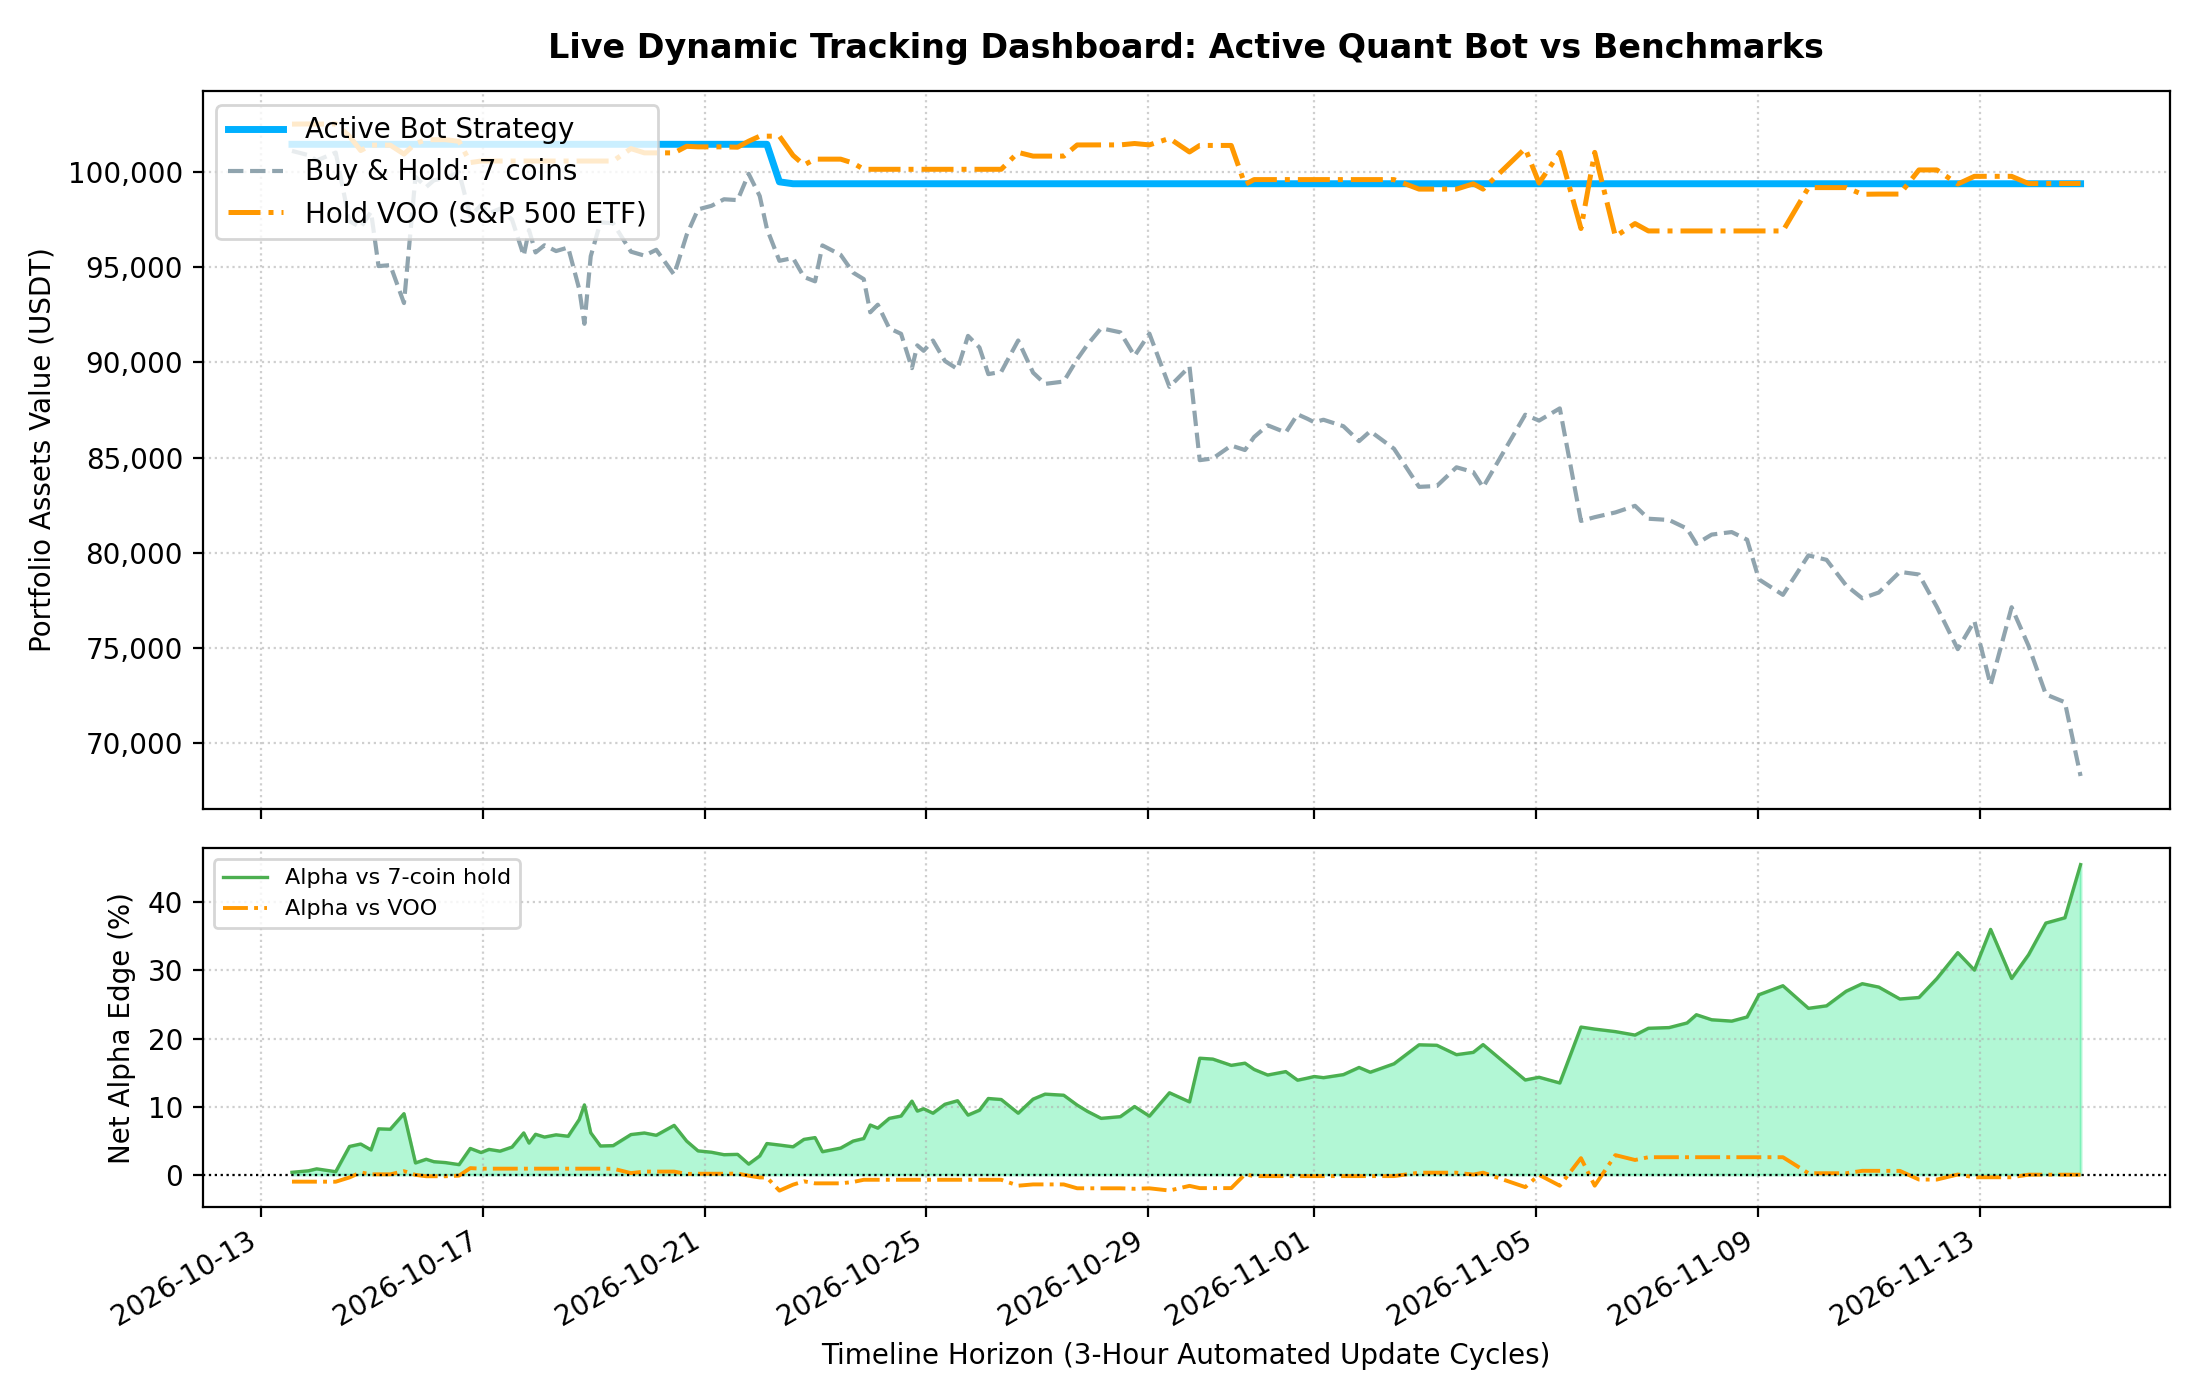 Live Dynamic Tracking Dashboard: Active Quant Bot vs Benchmarks
Active Bot Strategy
Buy & Hold: 7 coins
Hold VOO (S&P 500 ETF)
Portfolio Assets Value (USDT)
100,000
95,000
90,000
85,000
80,000
75,000
70,000
Alpha vs 7-coin hold
Alpha vs VOO
Net Alpha Edge (%)
40
30
20
10
0
2026-10-13
2026-10-17
2026-10-21
2026-10-25
2026-10-29
2026-11-01
2026-11-05
2026-11-09
2026-11-13
Timeline Horizon (3-Hour Automated Update Cycles)